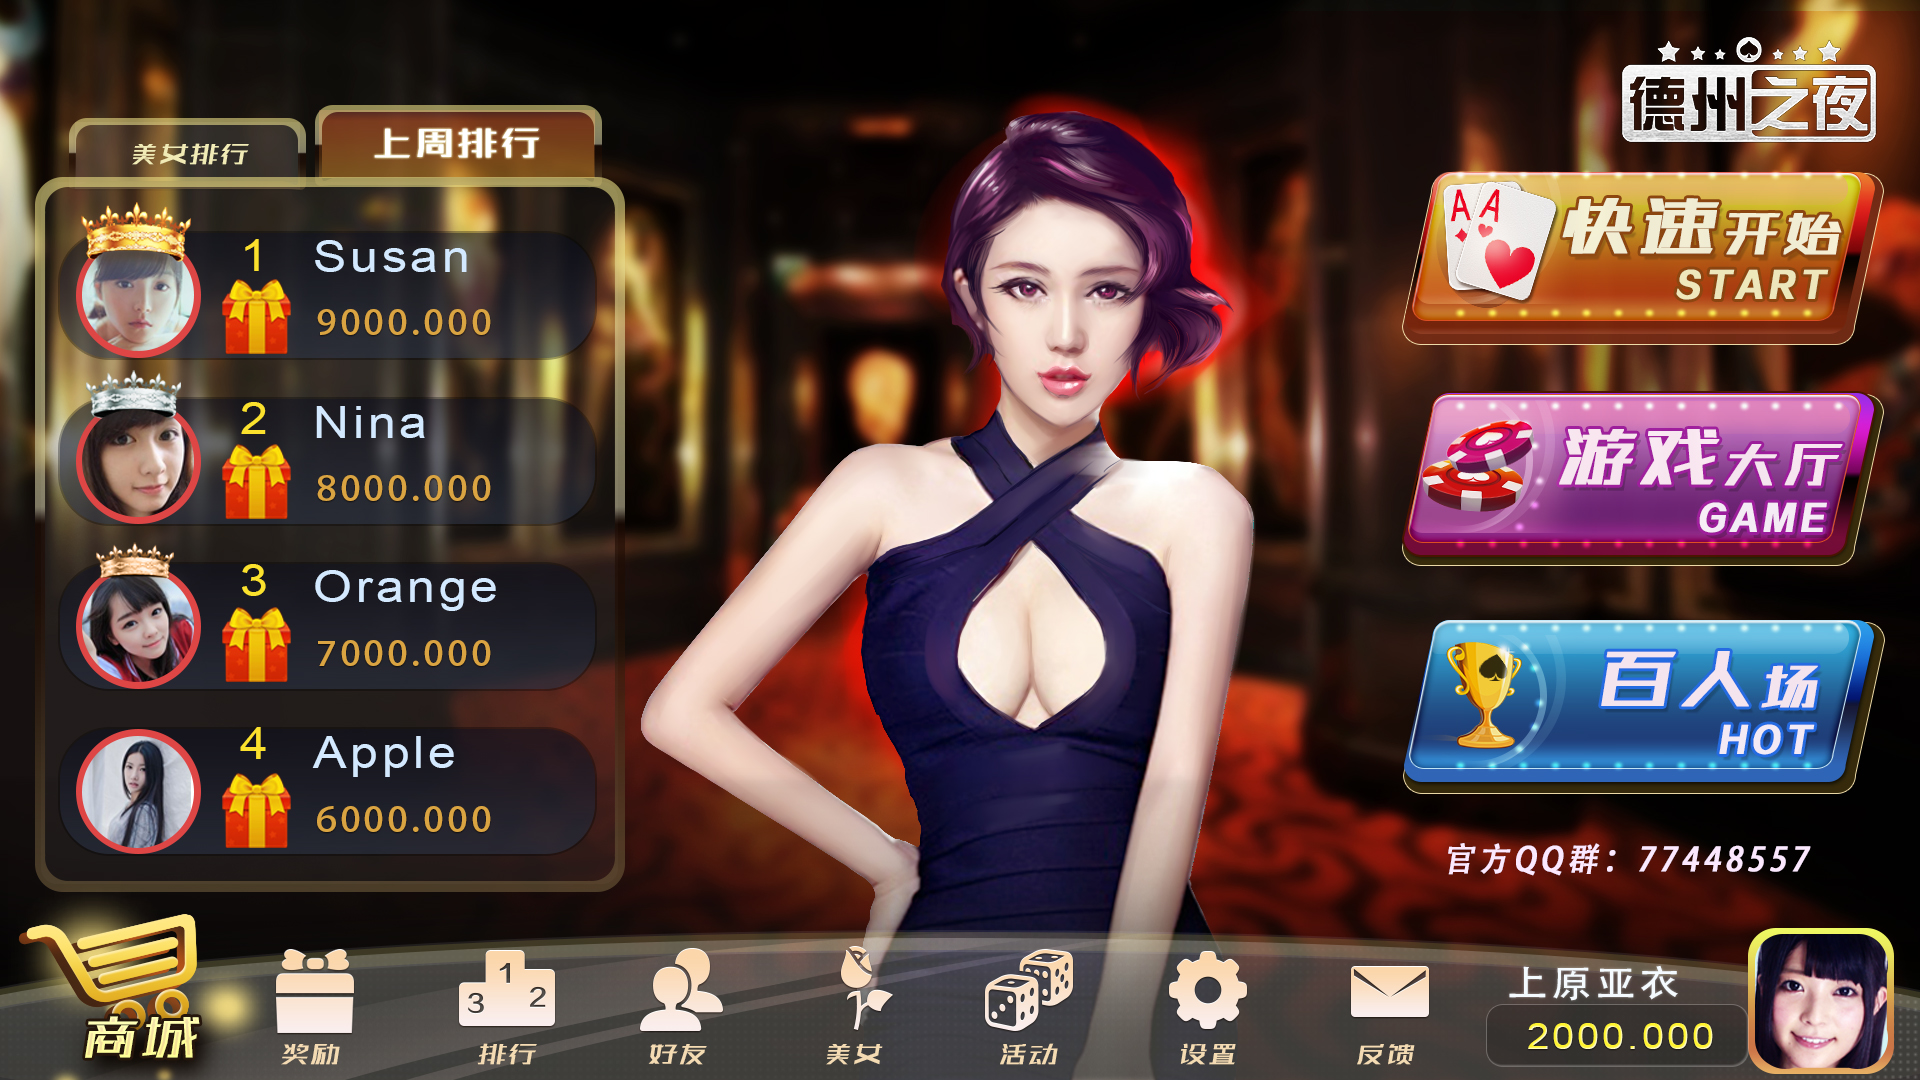 德州之夜
美女排行
上周排行
1 Susan
9000.000
2 Nina
8000.000
3 Orange
7000.000
4 Apple
6000.000
A A
快速开始
START
游戏大厅
GAME
百人场
HOT
官方QQ群：77448557
商城
奖励
1
3 2
排行
好友
美女
活动
设置
反馈
上原亚衣
2000.000